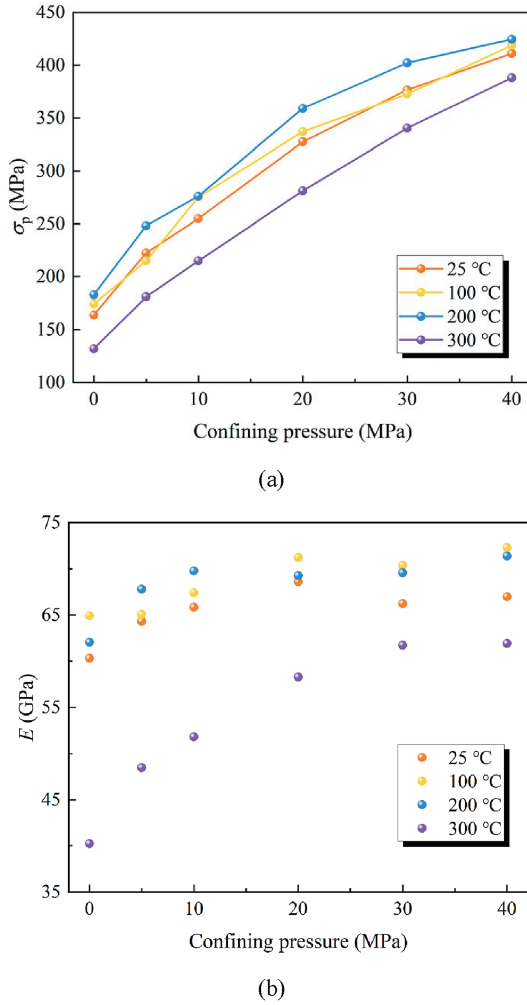 450
400
350
300
250
200
150
100
σp (MPa)
25 ℃
100 ℃
200 ℃
300 ℃
0 10 20 30 40
Confining pressure (MPa)
(a)
75
65
55
45
35
E (GPa)
25 ℃
100 ℃
200 ℃
300 ℃
0 10 20 30 40
Confining pressure (MPa)
(b)